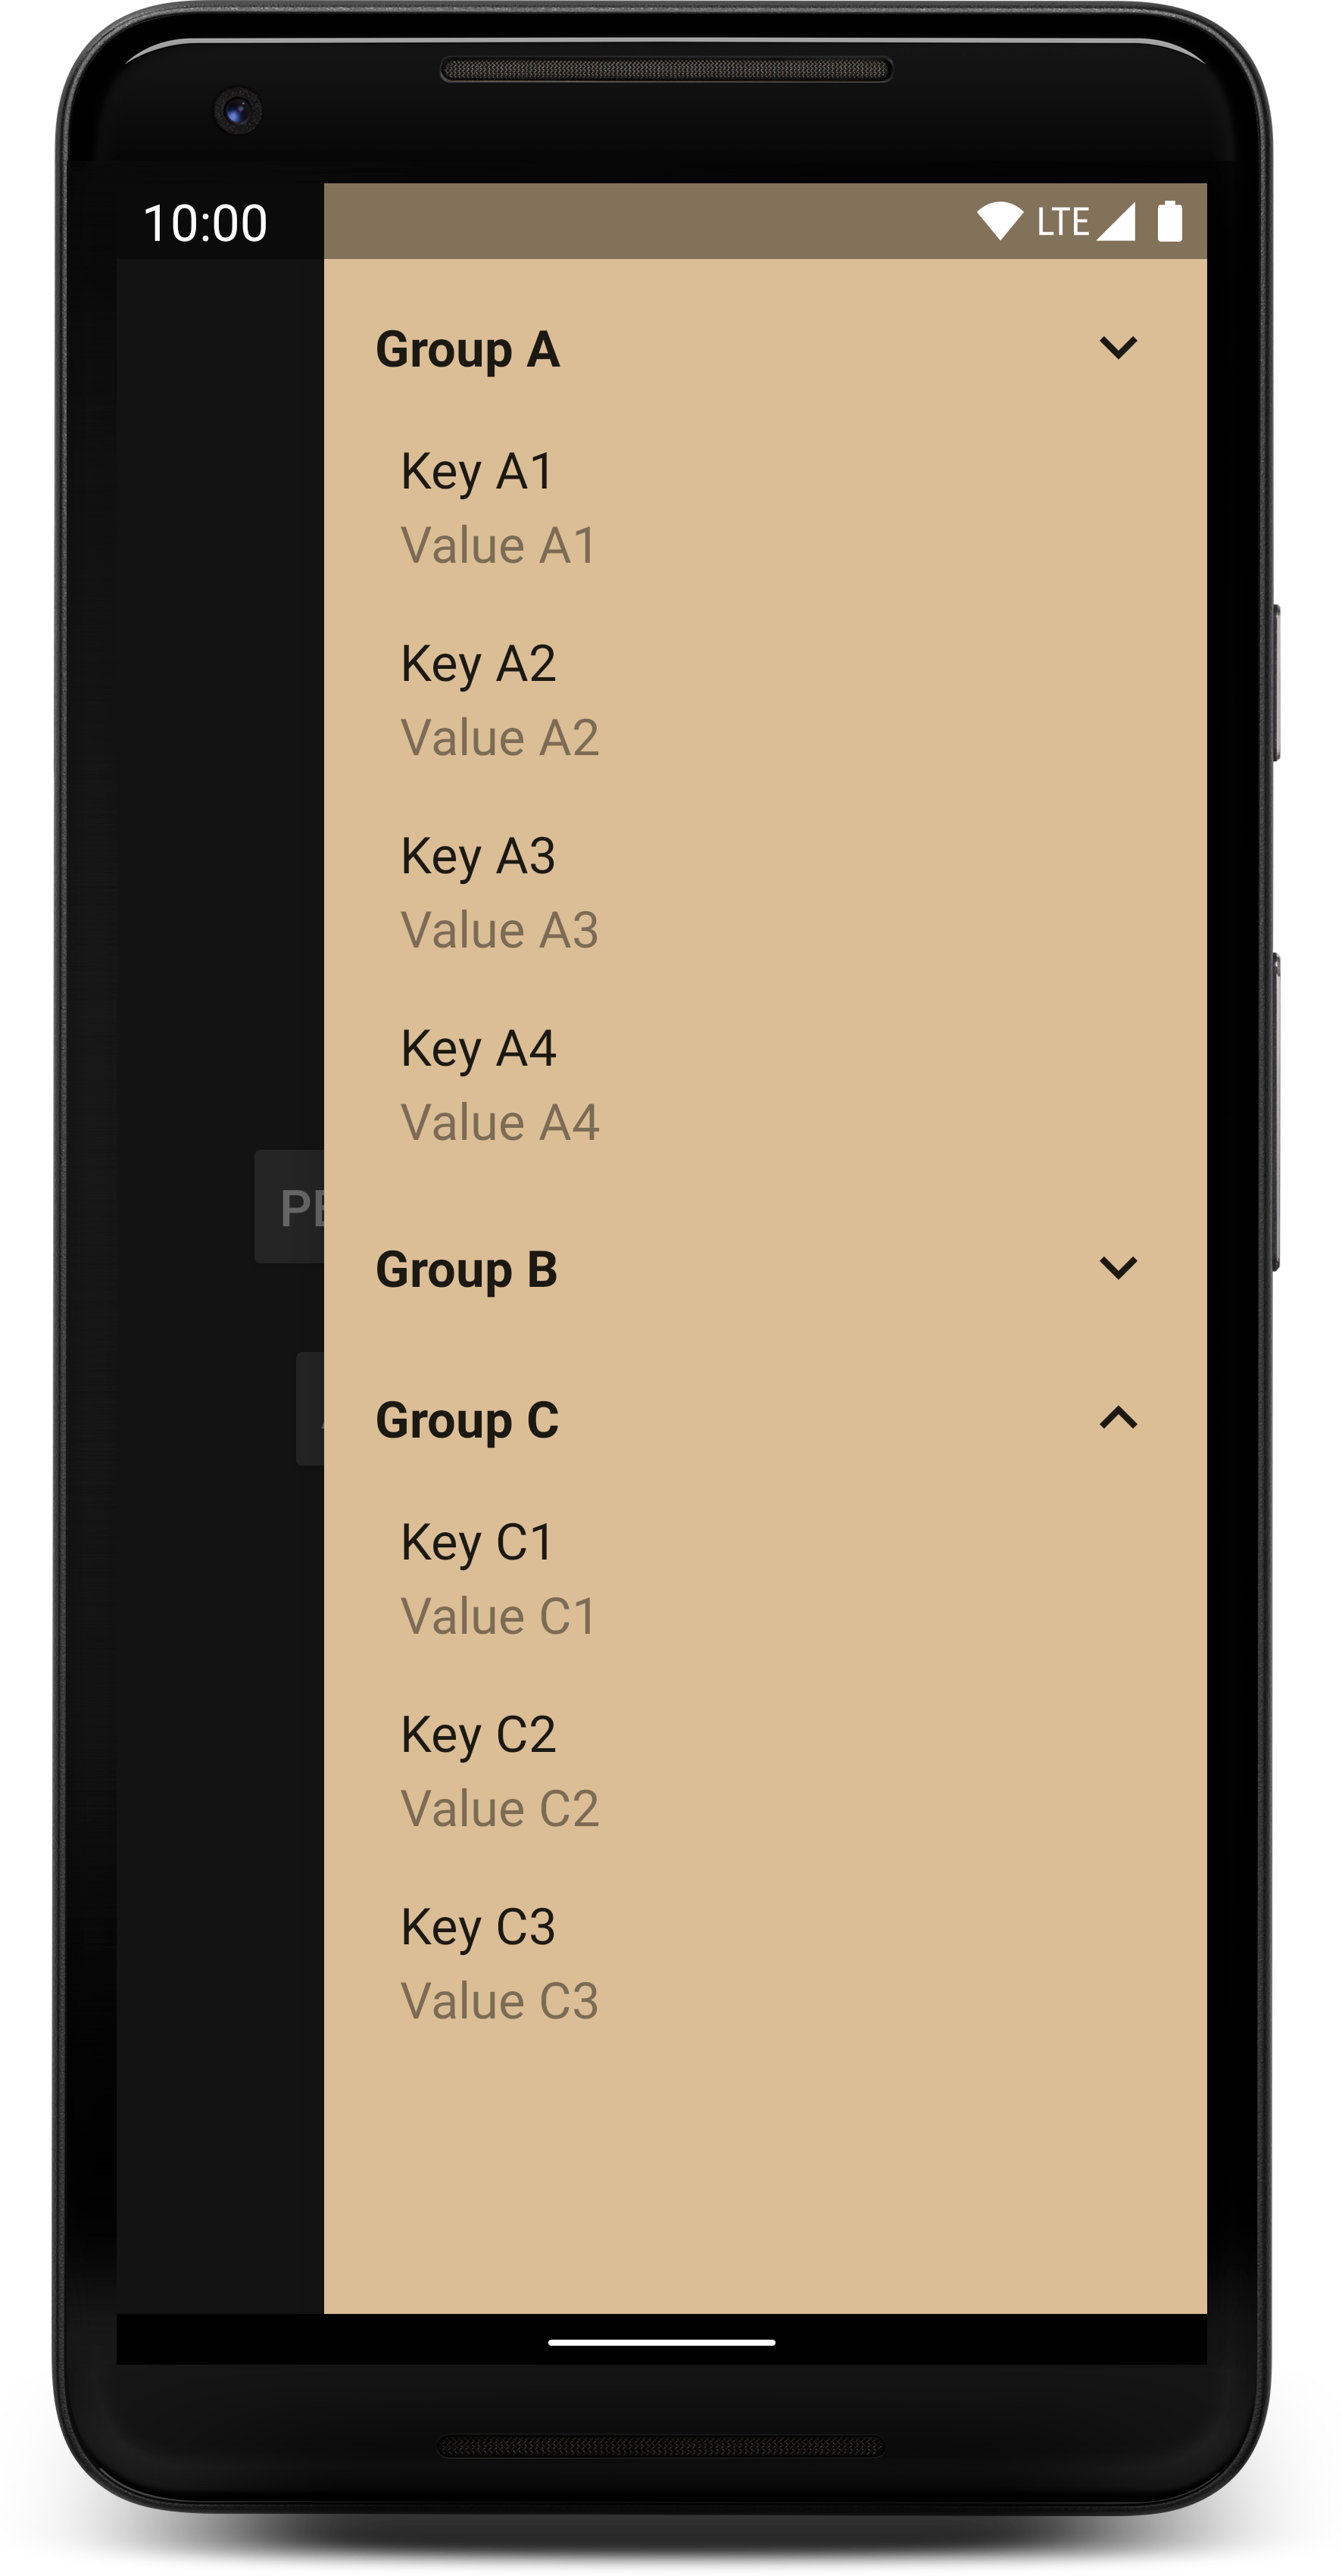 10:00
LTE
Group A
Key A1
Value A1
Key A2
Value A2
Key A3
Value A3
Key A4
Value A4
Group B
Group C
Key C1
Value C1
Key C2
Value C2
Key C3
Value C3